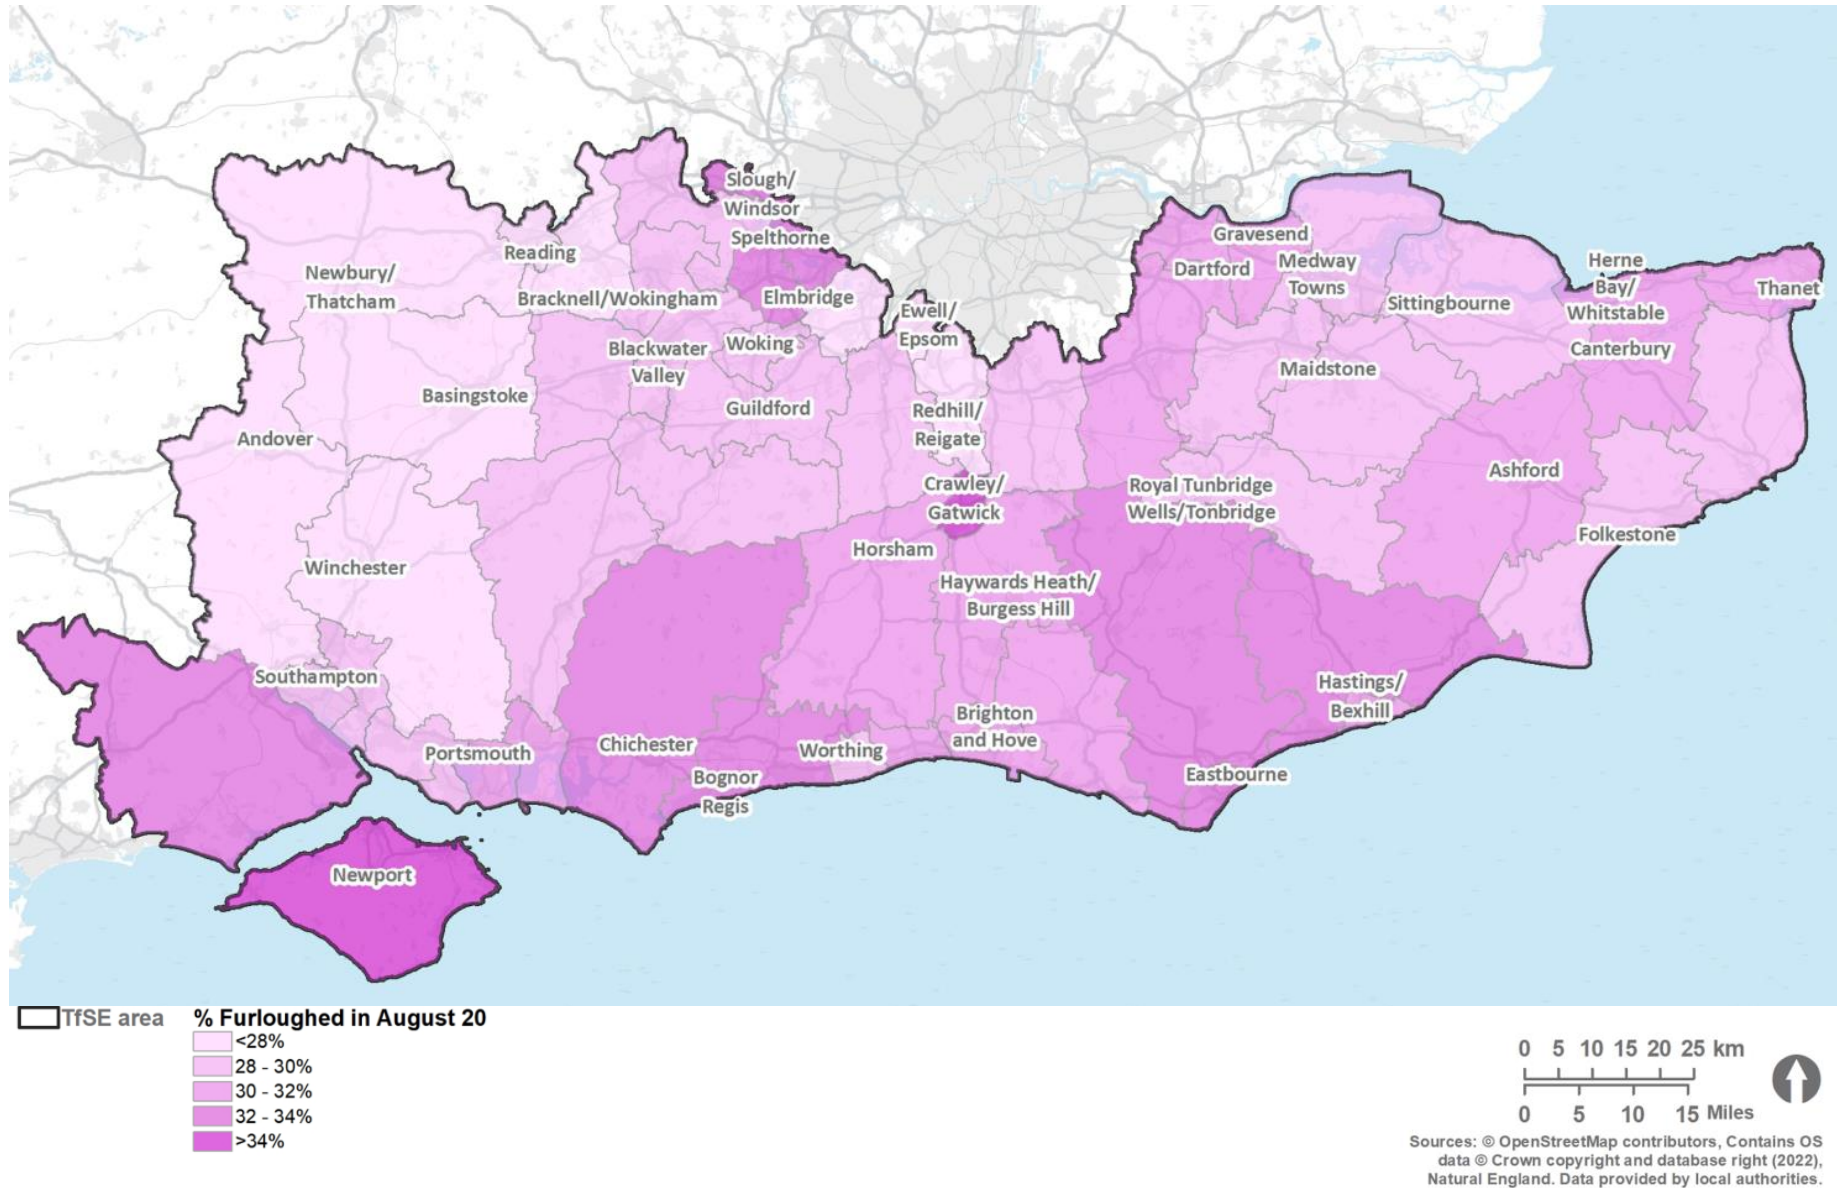 Slough/
Windsor
Spelthorne
Gravesend
Reading
Dartford
Medway
Towns
Herne
Bay/
Whitstable
Thanet
Newbury/
Thatcham
Bracknell/Wokingham
Elmbridge
Sittingbourne
Ewell/
Epsom
Blackwater
Valley
Woking
Canterbury
Maidstone
Basingstoke
Guildford
Redhill/
Reigate
Andover
Ashford
Crawley/
Gatwick
Royal Tunbridge
Wells/Tonbridge
Folkestone
Horsham
Winchester
Haywards Heath/
Burgess Hill
Southampton
Hastings/
Bexhill
Brighton
and Hove
Portsmouth
Chichester
Worthing
Bognor
Regis
Eastbourne
Newport
TfSE area
% Furloughed in August 20
<28%
28 - 30%
30 - 32%
32 - 34%
>34%
0 5 10 15 20 25 km
0 5 10 15 Miles
Sources: © OpenStreetMap contributors, Contains OS
data © Crown copyright and database right (2022),
Natural England. Data provided by local authorities.